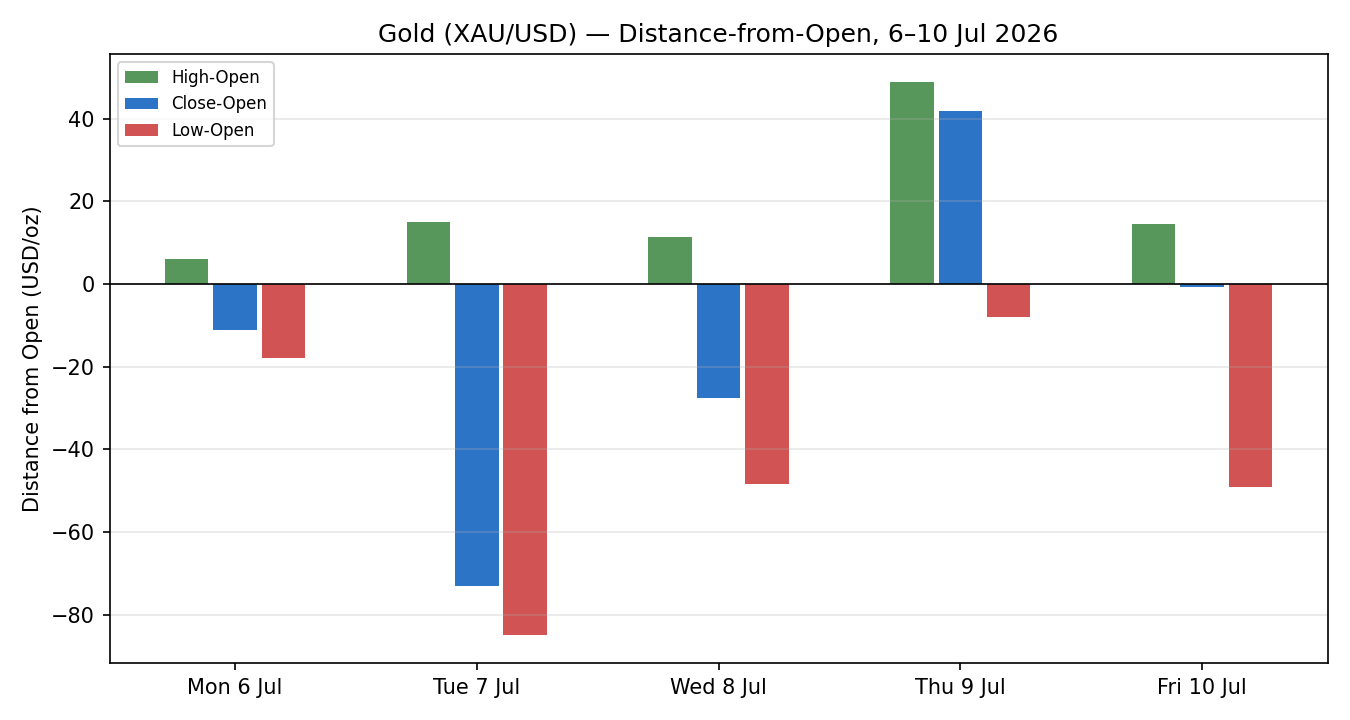 Gold (XAU/USD) — Distance-from-Open, 6–10 Jul 2026
High-Open
Close-Open
Low-Open
Distance from Open (USD/oz)
40
20
0
−20
−40
−60
−80
Mon 6 Jul
Tue 7 Jul
Wed 8 Jul
Thu 9 Jul
Fri 10 Jul